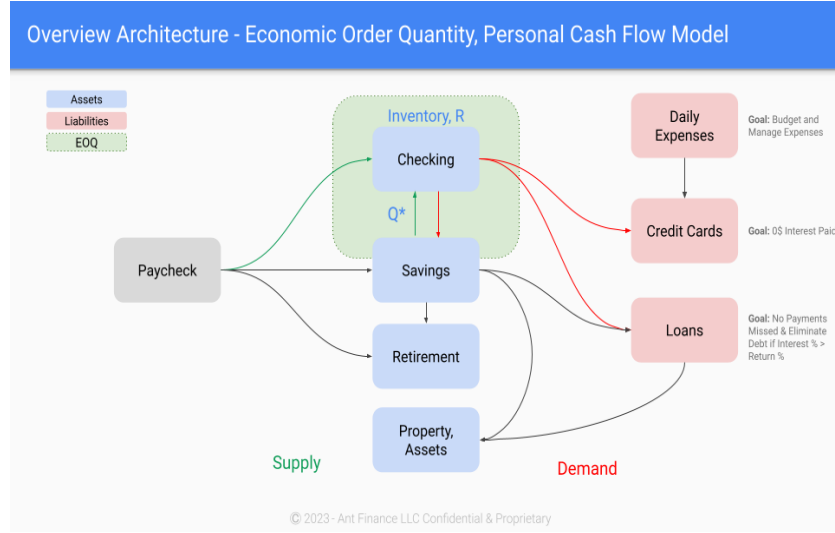 Overview Architecture - Economic Order Quantity, Personal Cash Flow Model
Assets
Liabilities
EOQ
Inventory, R
Checking
Q*
Paycheck
Savings
Retirement
Property,
Assets
Supply
Daily
Expenses
Goal: Budget and
Manage Expenses
Credit Cards
Goal: 0$ Interest Paid
Loans
Goal: No Payments
Missed & Eliminate
Debt if Interest % >
Return %
Demand
© 2023 - Ant Finance LLC Confidential & Proprietary